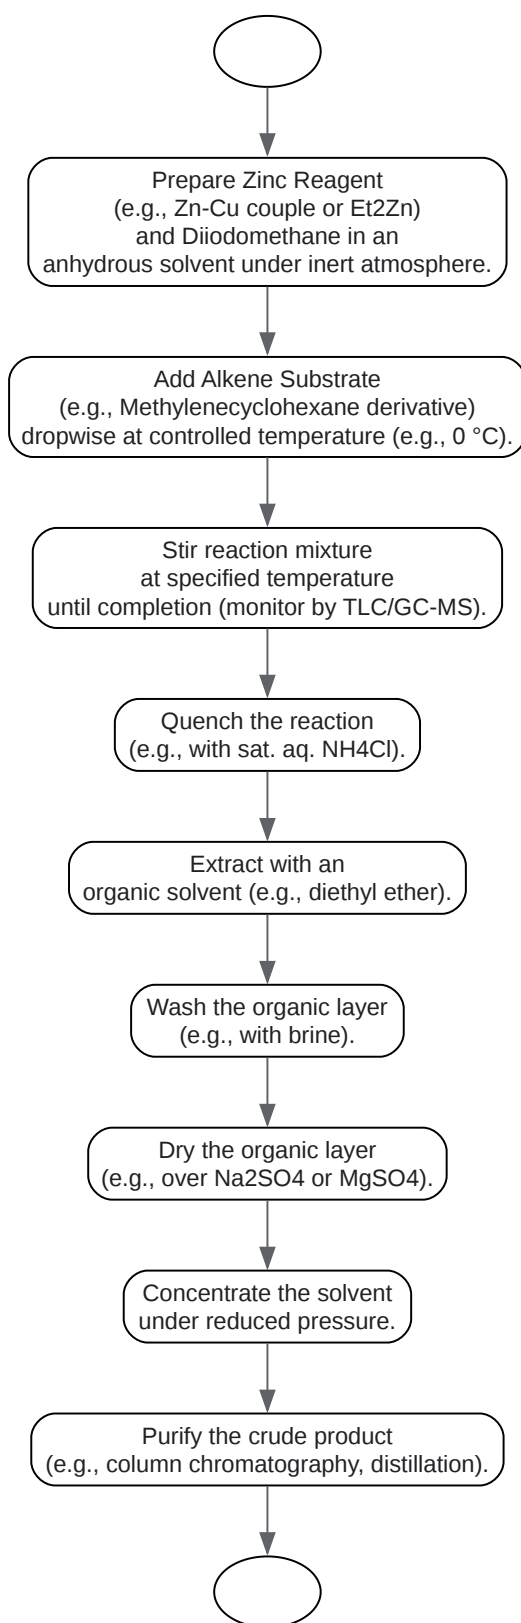 Prepare Zinc Reagent
(e.g., Zn-Cu couple or Et2Zn)
and Diiodomethane in an
anhydrous solvent under inert atmosphere.
Add Alkene Substrate
(e.g., Methylenecyclohexane derivative)
dropwise at controlled temperature (e.g., 0 °C).
Stir reaction mixture
at specified temperature
until completion (monitor by TLC/GC-MS).
Quench the reaction
(e.g., with sat. aq. NH4Cl).
Extract with an
organic solvent (e.g., diethyl ether).
Wash the organic layer
(e.g., with brine).
Dry the organic layer
(e.g., over Na2SO4 or MgSO4).
Concentrate the solvent
under reduced pressure.
Purify the crude product
(e.g., column chromatography, distillation).